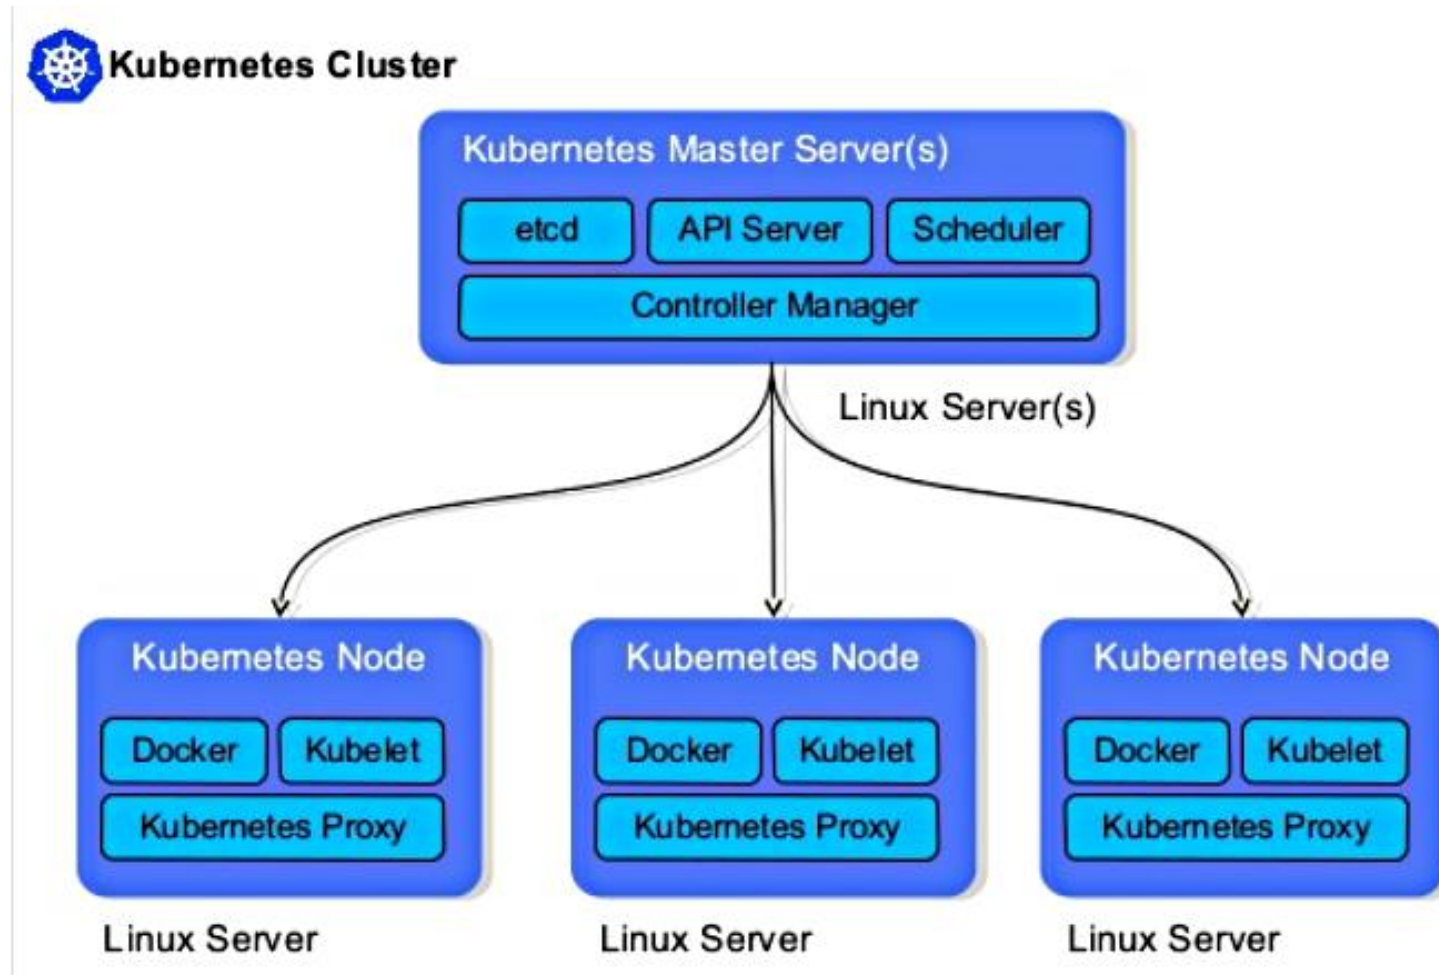 Kubernetes Cluster
Kubernetes Master Server(s)
etcd API Server Scheduler
Controller Manager
Linux Server(s)
Kubernetes Node Kubernetes Node Kubernetes Node
Docker Kubelet Docker Kubelet Docker Kubelet
Kubernetes Proxy Kubernetes Proxy Kubernetes Proxy
Linux Server Linux Server Linux Server